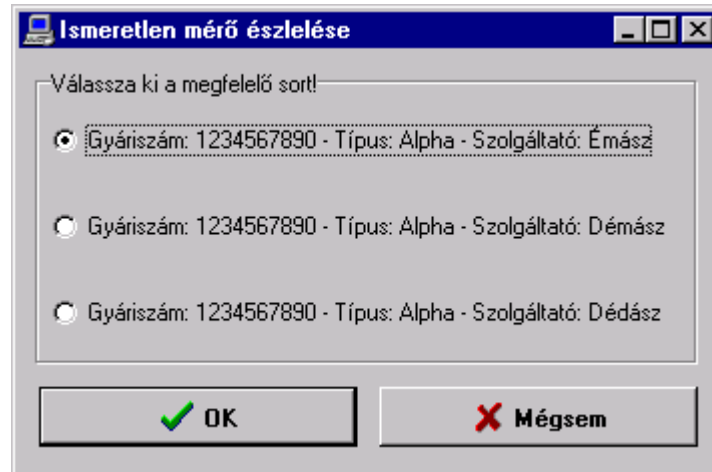 Ismeretlen mérő észlelése
Válassza ki a megfelelő sort!
Gyáriszám: 1234567890 - Típus: Alpha - Szolgáltató: Émász
Gyáriszám: 1234567890 - Típus: Alpha - Szolgáltató: Démász
Gyáriszám: 1234567890 - Típus: Alpha - Szolgáltató: Dédász
OK
Mégsem